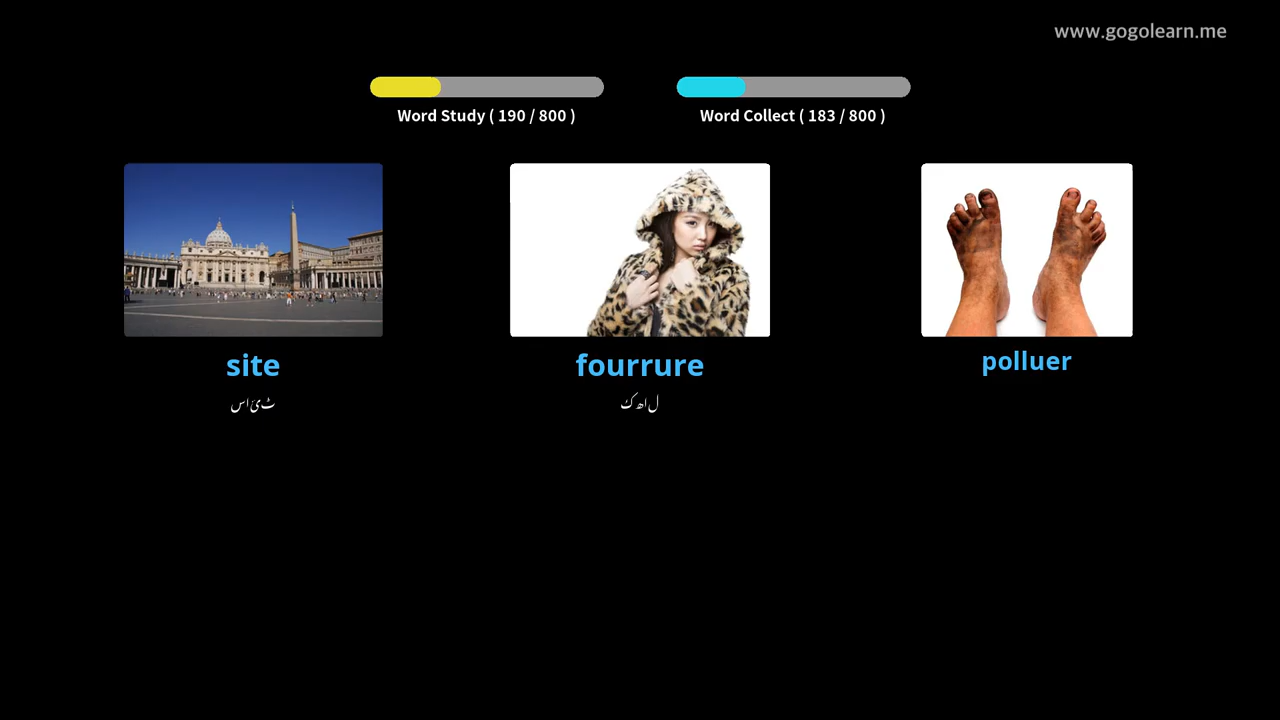 www.gogolearn.me
Word Study ( 190 / 800 )
Word Collect ( 183 / 800 )
site
fourrure
polluer
سائٹ
کھال